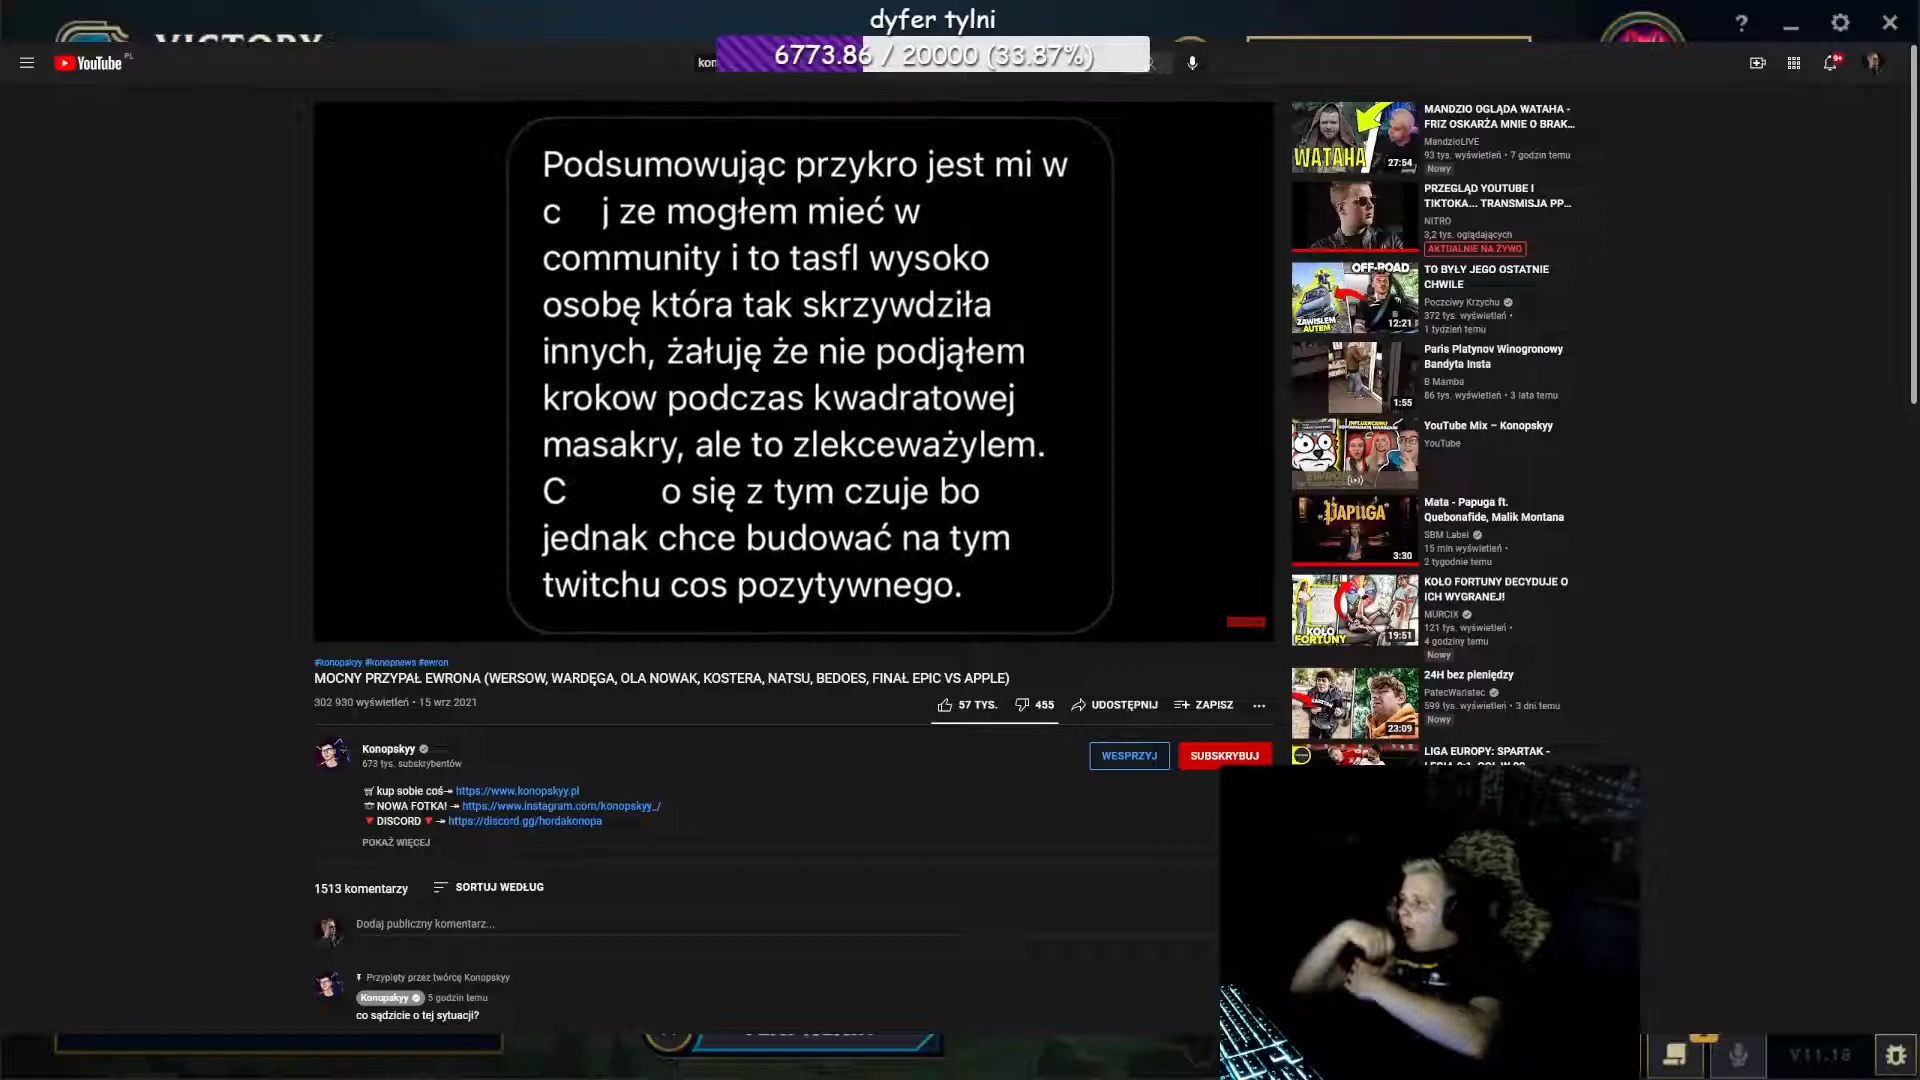 dyfer tylni
6773.86 / 20000 (33.87%)
VICTORY
YouTube PL
kon
9+
Podsumowując przykro jest mi w
c j ze mogłem mieć w
community i to tasfl wysoko
osobę która tak skrzywdziła
innych, żałuję że nie podjąłem
krokow podczas kwadratowej
masakry, ale to zlekceważylem.
C o się z tym czuje bo
jednak chce budować na tym
twitchu cos pozytywnego.
#konopskyy #konopnews #ewron
MOCNY PRZYPAŁ EWRONA (WERSOW, WARDĘGA, OLA NOWAK, KOSTERA, NATSU, BEDOES, FINAŁ EPIC VS APPLE)
302 930 wyświetleń • 15 wrz 2021
57 TYS.
455
UDOSTĘPNIJ
ZAPISZ
Konopskyy
673 tys. subskrybentów
WESPRZYJ
SUBSKRYBUJ
kup sobie coś https://www.konopskyy.pl
NOWA FOTKA! https://www.instagram.com/konopskyy_/
DISCORD https://discord.gg/hordakonopa
POKAŻ WIĘCEJ
1513 komentarzy
SORTUJ WEDŁUG
Dodaj publiczny komentarz...
Przypięty przez twórcę Konopskyy
Konopskyy 5 godzin temu
co sądzicie o tej sytuacji?
WATAHA
27:54
MANDZIO OGLĄDA WATAHA -
FRIZ OSKARŻA MNIE O BRAK...
MandzioLIVE
93 tys. wyświetleń • 7 godzin temu
Nowy
PRZEGLĄD YOUTUBE I
TIKTOKA... TRANSMISJA PP...
NITRO
3,2 tys. oglądających
AKTUALNIE NA ŻYWO
OFF-ROAD
ZAWISŁEM
AUTEM
12:21
TO BYŁY JEGO OSTATNIE
CHWILE
Poczciwy Krzychu
372 tys. wyświetleń •
1 tydzień temu
1:55
Paris Platynov Winogronowy
Bandyta Insta
B Mamba
86 tys. wyświetleń • 3 lata temu
YouTube Mix – Konopskyy
YouTube
PAPUGA
3:30
Mata - Papuga ft.
Quebonafide, Malik Montana
SBM Label
15 mln wyświetleń •
2 tygodnie temu
KOŁO
FORTUNY
19:51
KOŁO FORTUNY DECYDUJE O
ICH WYGRANEJ!
MURCIX
121 tys. wyświetleń •
4 godziny temu
Nowy
23:09
24H bez pieniędzy
PatecWariatec
599 tys. wyświetleń • 3 dni temu
Nowy
LIGA EUROPY: SPARTAK -
V11.18